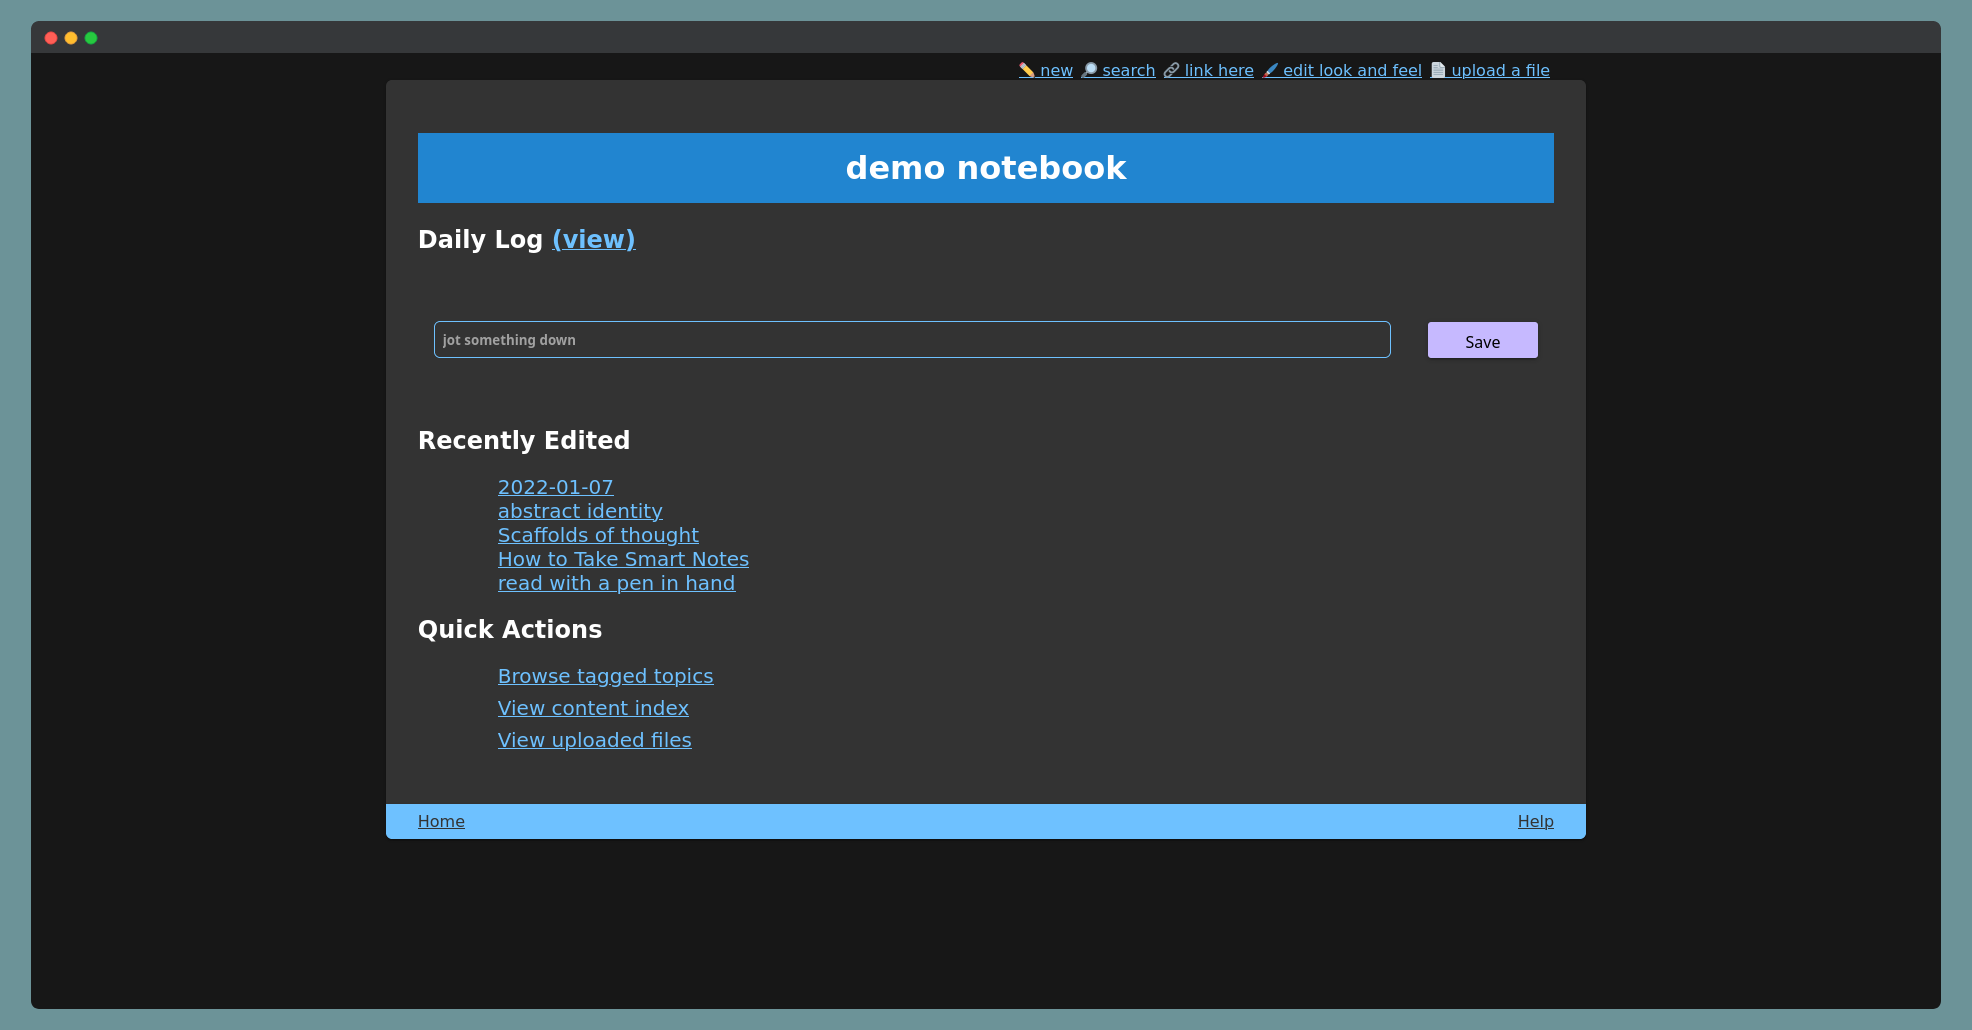 new search link here edit look and feel upload a file
demo notebook
Daily Log (view)
jot something down
Save
Recently Edited
2022-01-07
abstract identity
Scaffolds of thought
How to Take Smart Notes
read with a pen in hand
Quick Actions
Browse tagged topics
View content index
View uploaded files
Home Help